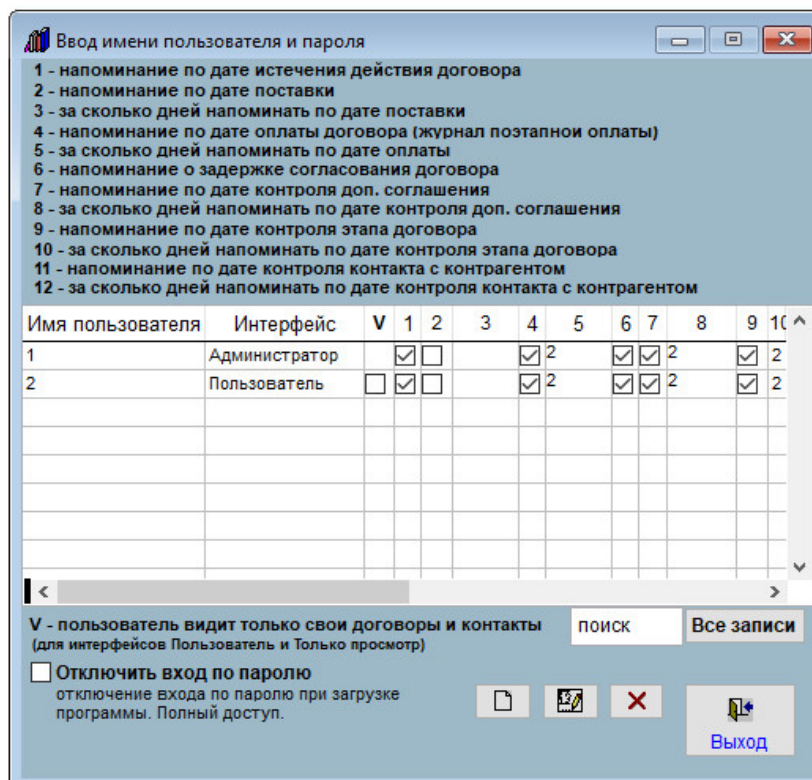 Ввод имени пользователя и пароля
1 - напоминание по дате истечения действия договора
2 - напоминание по дате поставки
3 - за сколько дней напоминать по дате поставки
4 - напоминание по дате оплаты договора (журнал поэтапной оплаты)
5 - за сколько дней напоминать по дате оплаты
6 - напоминание о задержке согласования договора
7 - напоминание по дате контроля доп. соглашения
8 - за сколько дней напоминать по дате контроля доп. соглашения
9 - напоминание по дате контроля этапа договора
10 - за сколько дней напоминать по дате контроля этапа договора
11 - напоминание по дате контроля контакта с контрагентом
12 - за сколько дней напоминать по дате контроля контакта с контрагентом
Имя пользователя Интерфейс V 1 2 3 4 5 6 7 8 9 10
1 Администратор 2 2 2
2 Пользователь 2 2 2
V - пользователь видит только свои договоры и контакты поиск Все записи
(для интерфейсов Пользователь и Только просмотр)
Отключить вход по паролю
отключение входа по паролю при загрузке
программы. Полный доступ.
Выход